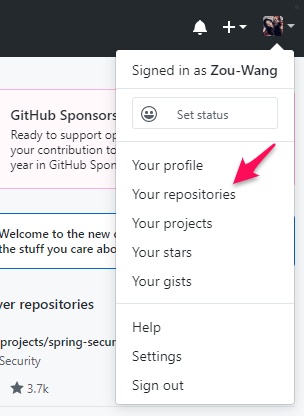 Signed in as Zou-Wang
Set status
Your profile
Your repositories
Your projects
Your stars
Your gists
Help
Settings
Sign out
GitHub Sponsors
Ready to support op
your contribution to
year in GitHub Spon
Welcome to the new d
the stuff you care abo
ver repositories
projects/spring-secur
Security
3.7k